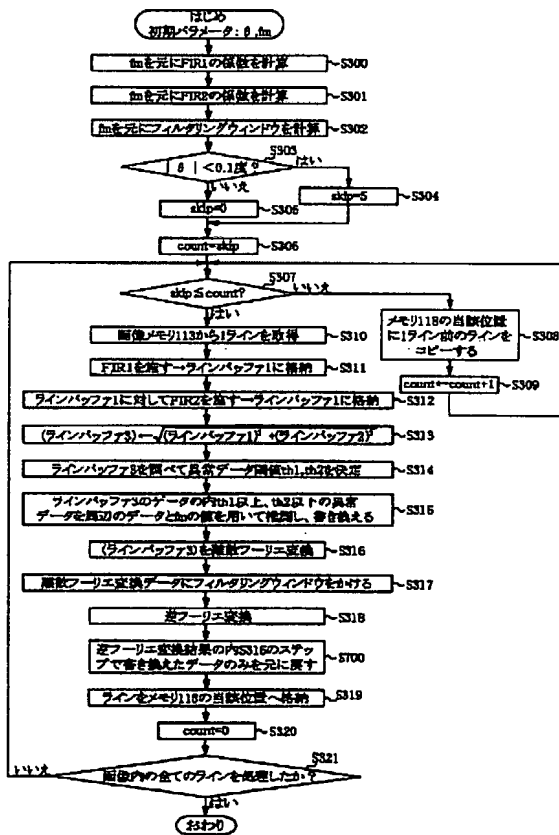 はじめ
初期パラメータ:θ,fm
fmを元にFIR1の係数を計算
S300
fmを元にFIR2の係数を計算
S301
fmを元にフィルタリングウィンドウを計算
S302
S303
|θ|<0.1度?
はい
いいえ
skip=5
S304
skip=0
S305
count=skip
S306
S307
skip≦count?
いいえ
はい
メモリ118の当該位置
に1ライン前のラインを
コピーする
S308
count←count+1
S309
画像メモリ113から1ラインを取得
S310
FIR1を施す→ラインバッファ1に格納
S311
ラインバッファ1に対してFIR2を施す→ラインバッファ1に格納
S312
(ラインバッファ3)←√(ラインバッファ1)²+(ラインバッファ2)²
S313
ラインバッファ3を調べて異常データ閾値th1,th2を決定
S314
ラインバッファ3のデータの内th1以上、th2以下の異常
データを周辺のデータとfmの値を用いて推測し、書き換える
S315
(ラインバッファ3)を離散フーリエ変換
S316
離散フーリエ変換データにフィルタリングウインドウをかける
S317
逆フーリエ変換
S318
逆フーリエ変換結果の内S315のステップ
で書き換えたデータのみを元に戻す
S700
ラインをメモリ118の当該位置へ格納
S319
count=0
S320
S321
いいえ
画像内の全てのラインを処理したか?
はい
おわり